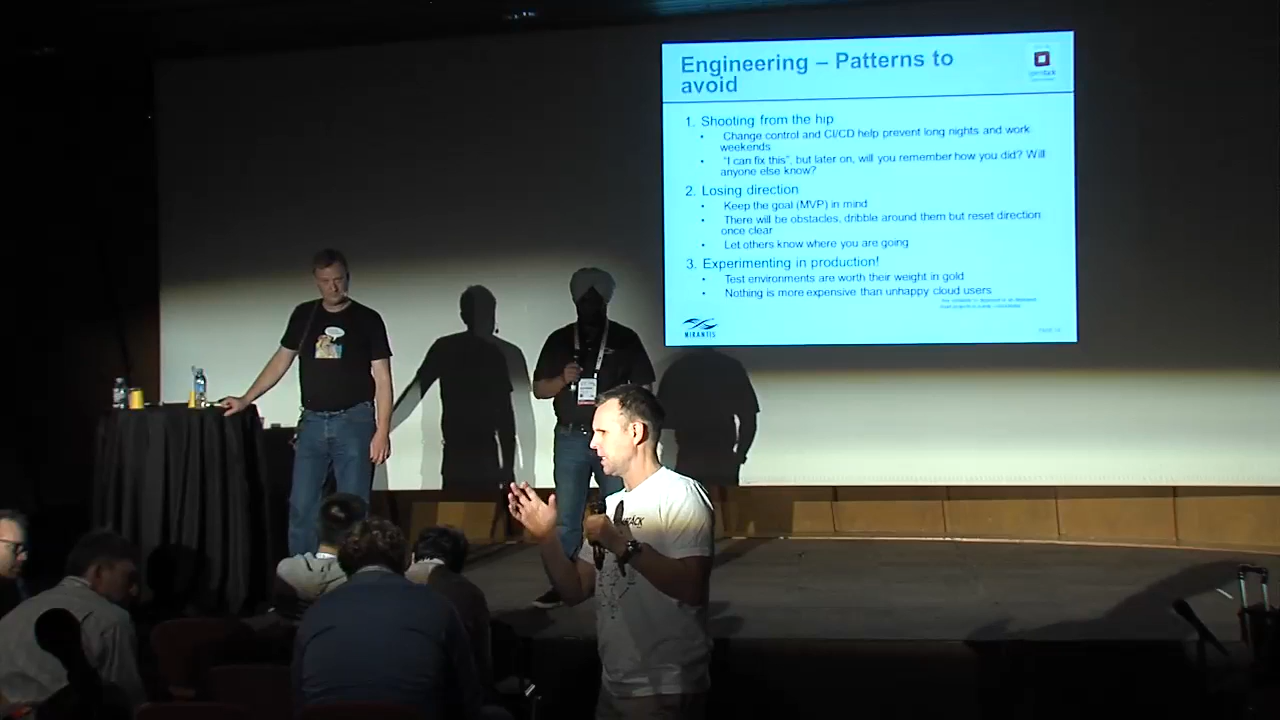 Engineering – Patterns to
avoid
1. Shooting from the hip
• Change control and CI/CD help prevent long nights and work
weekends
• "I can fix this", but later on, will you remember how you did? Will
anyone else know?
2. Losing direction
• Keep the goal (MVP) in mind
• There will be obstacles, dribble around them but reset direction
once clear
• Let others know where you are going
3. Experimenting in production!
• Test environments are worth their weight in gold
• Nothing is more expensive than unhappy cloud users
MIRANTIS